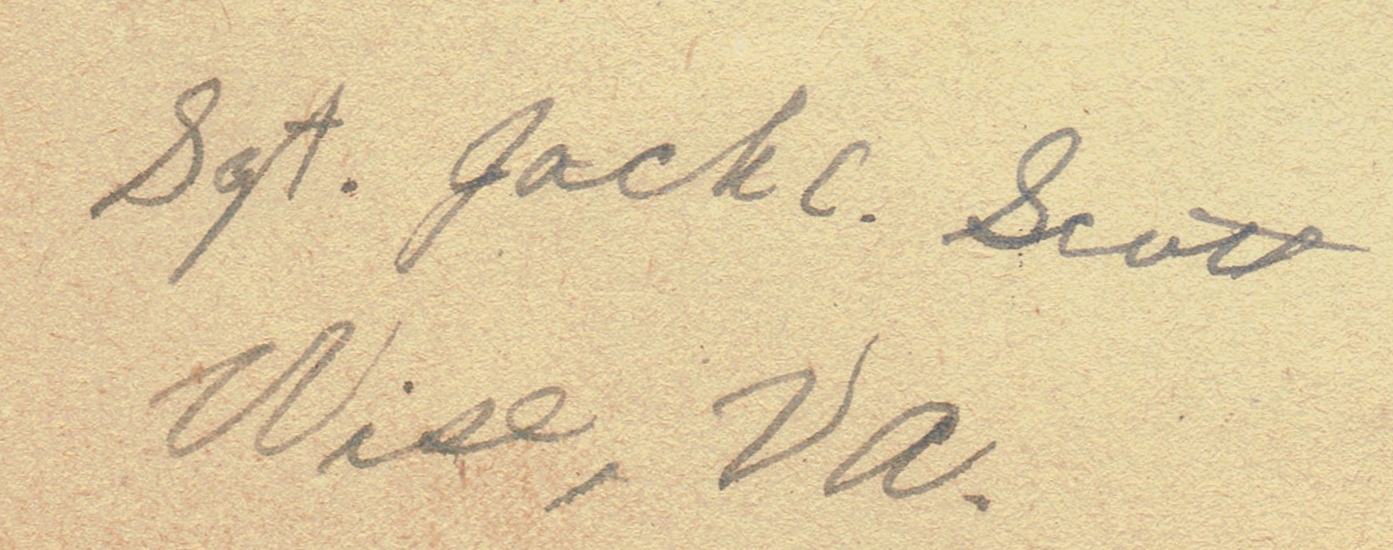 Sgt. Jack C. Scott
Wise, Va.